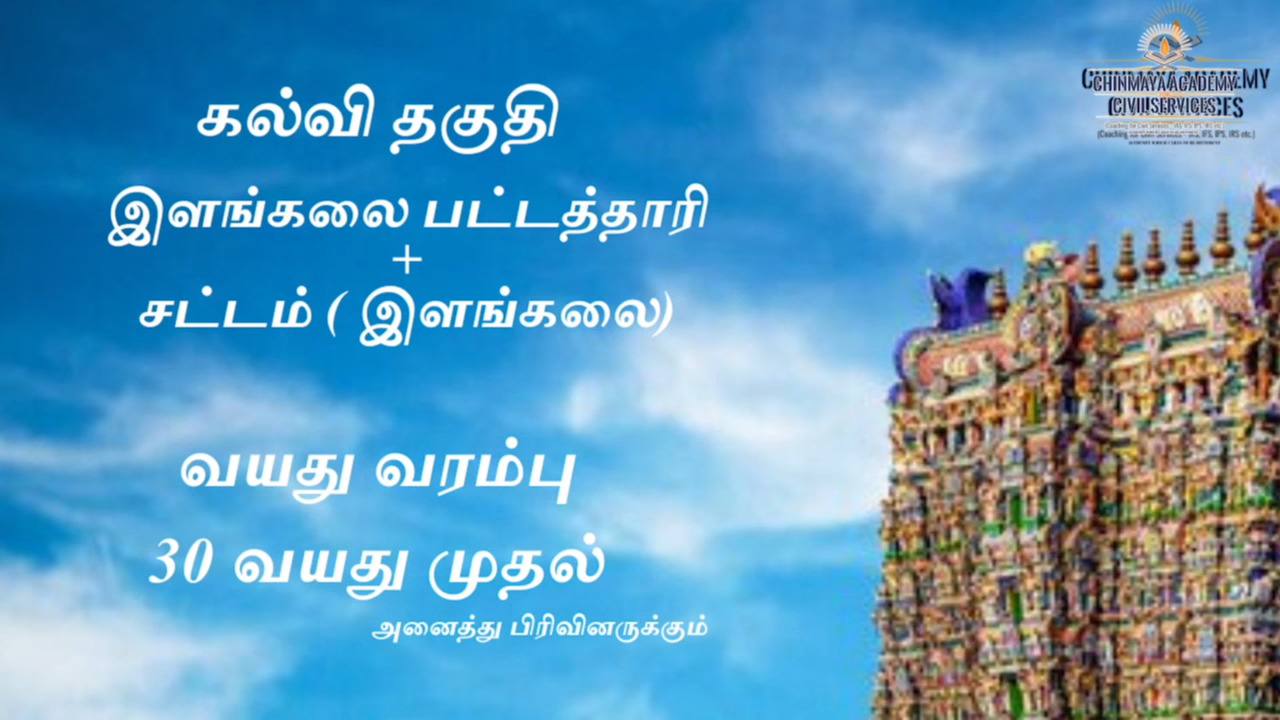 கல்வி தகுதி
இளங்கலை பட்டத்தாரி
+
சட்டம் ( இளங்கலை)
வயது வரம்பு
30 வயது முதல்
அனைத்து பிரிவினருக்கும்
CHINMAYA ACADEMY
CIVIL SERVICES